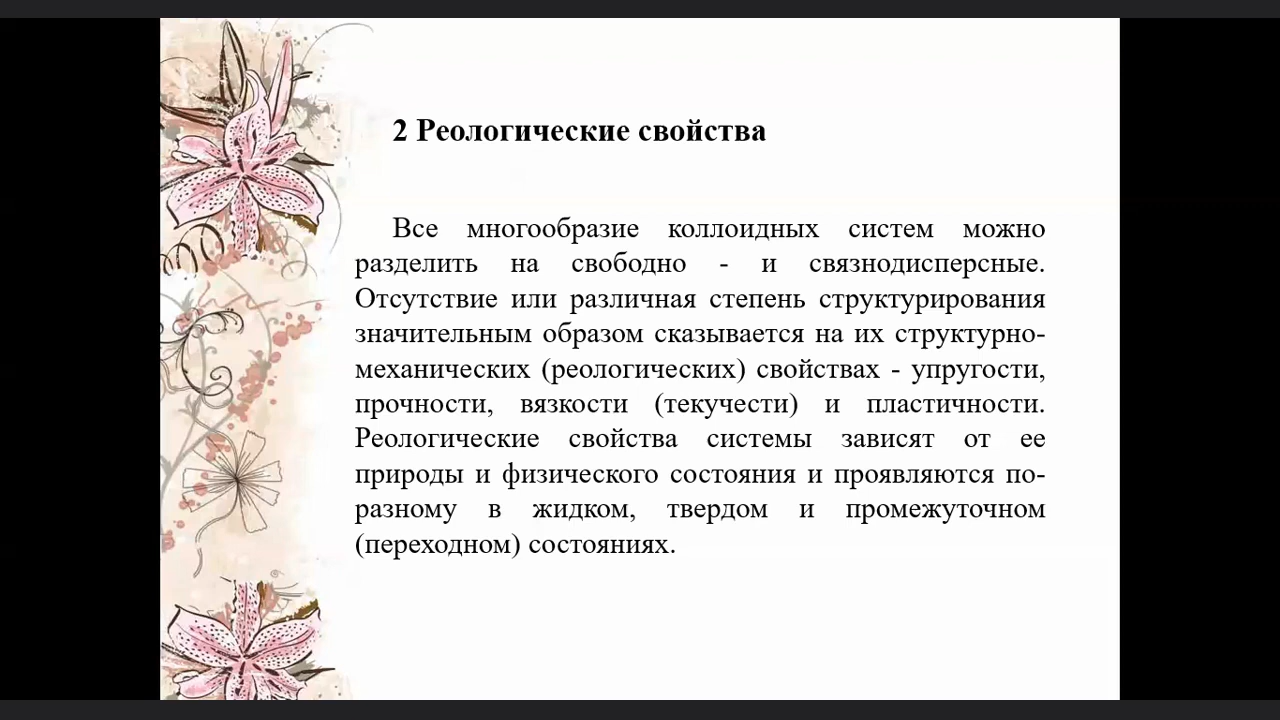 2 Реологические свойства
Все многообразие коллоидных систем можно
разделить на свободно - и связнодисперсные.
Отсутствие или различная степень структурирования
значительным образом сказывается на их структурно-
механических (реологических) свойствах - упругости,
прочности, вязкости (текучести) и пластичности.
Реологические свойства системы зависят от ее
природы и физического состояния и проявляются по-
разному в жидком, твердом и промежуточном
(переходном) состояниях.